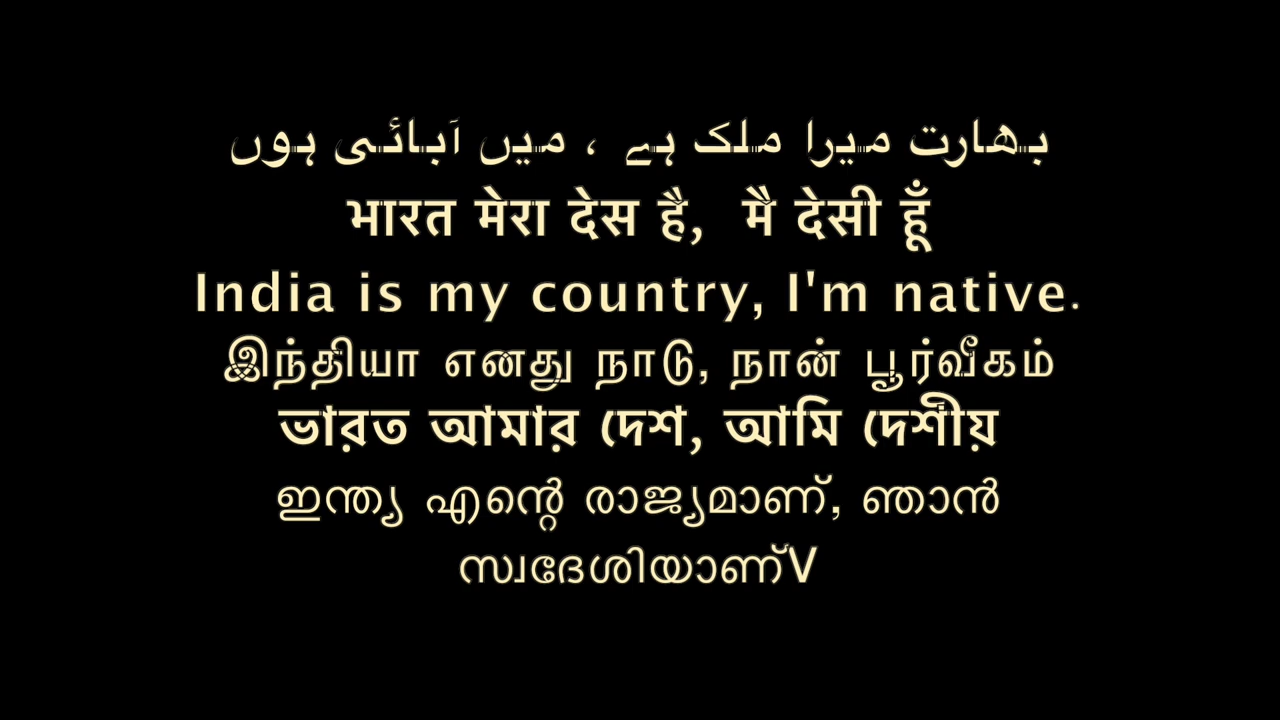 بھارت میرا ملک ہے ، میں آبائی ہوں
भारत मेरा देस है, मै देसी हूँ
India is my country, I'm native.
இந்தியா எனது நாடு, நான் பூர்வீகம்
ভারত আমার দেশ, আমি দেশীয়
ഇന്ത്യ എന്റെ രാജ്യമാണ്, ഞാൻ
സ്വദേശിയാണ്V